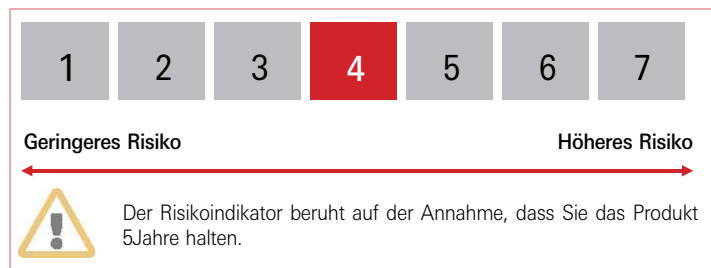 1 2 3 4 5 6 7
Geringeres Risiko Höheres Risiko
Der Risikoindikator beruht auf der Annahme, dass Sie das Produkt
5Jahre halten.